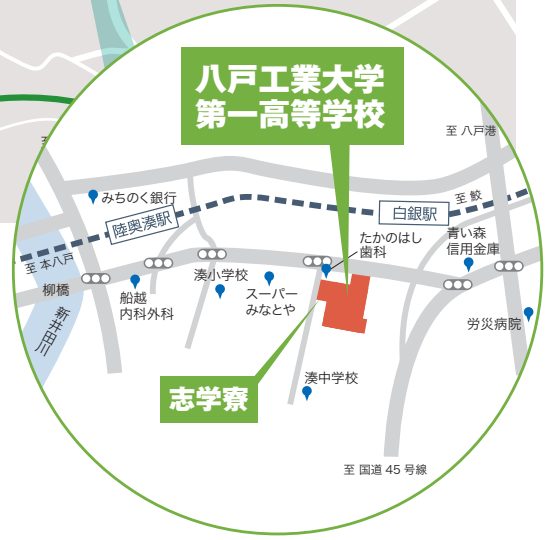 八戸工業大学
第一高等学校
至 八戸港
至
みちのく銀行
至 鮫
陸奥湊駅
白銀駅
青い森
信用金庫
たかのはし
歯科
至 本八戸
湊小学校
柳橋
船越
内科外科
スーパー
みなとや
新井田川
労災病院
湊中学校
志学寮
至 国道 45 号線